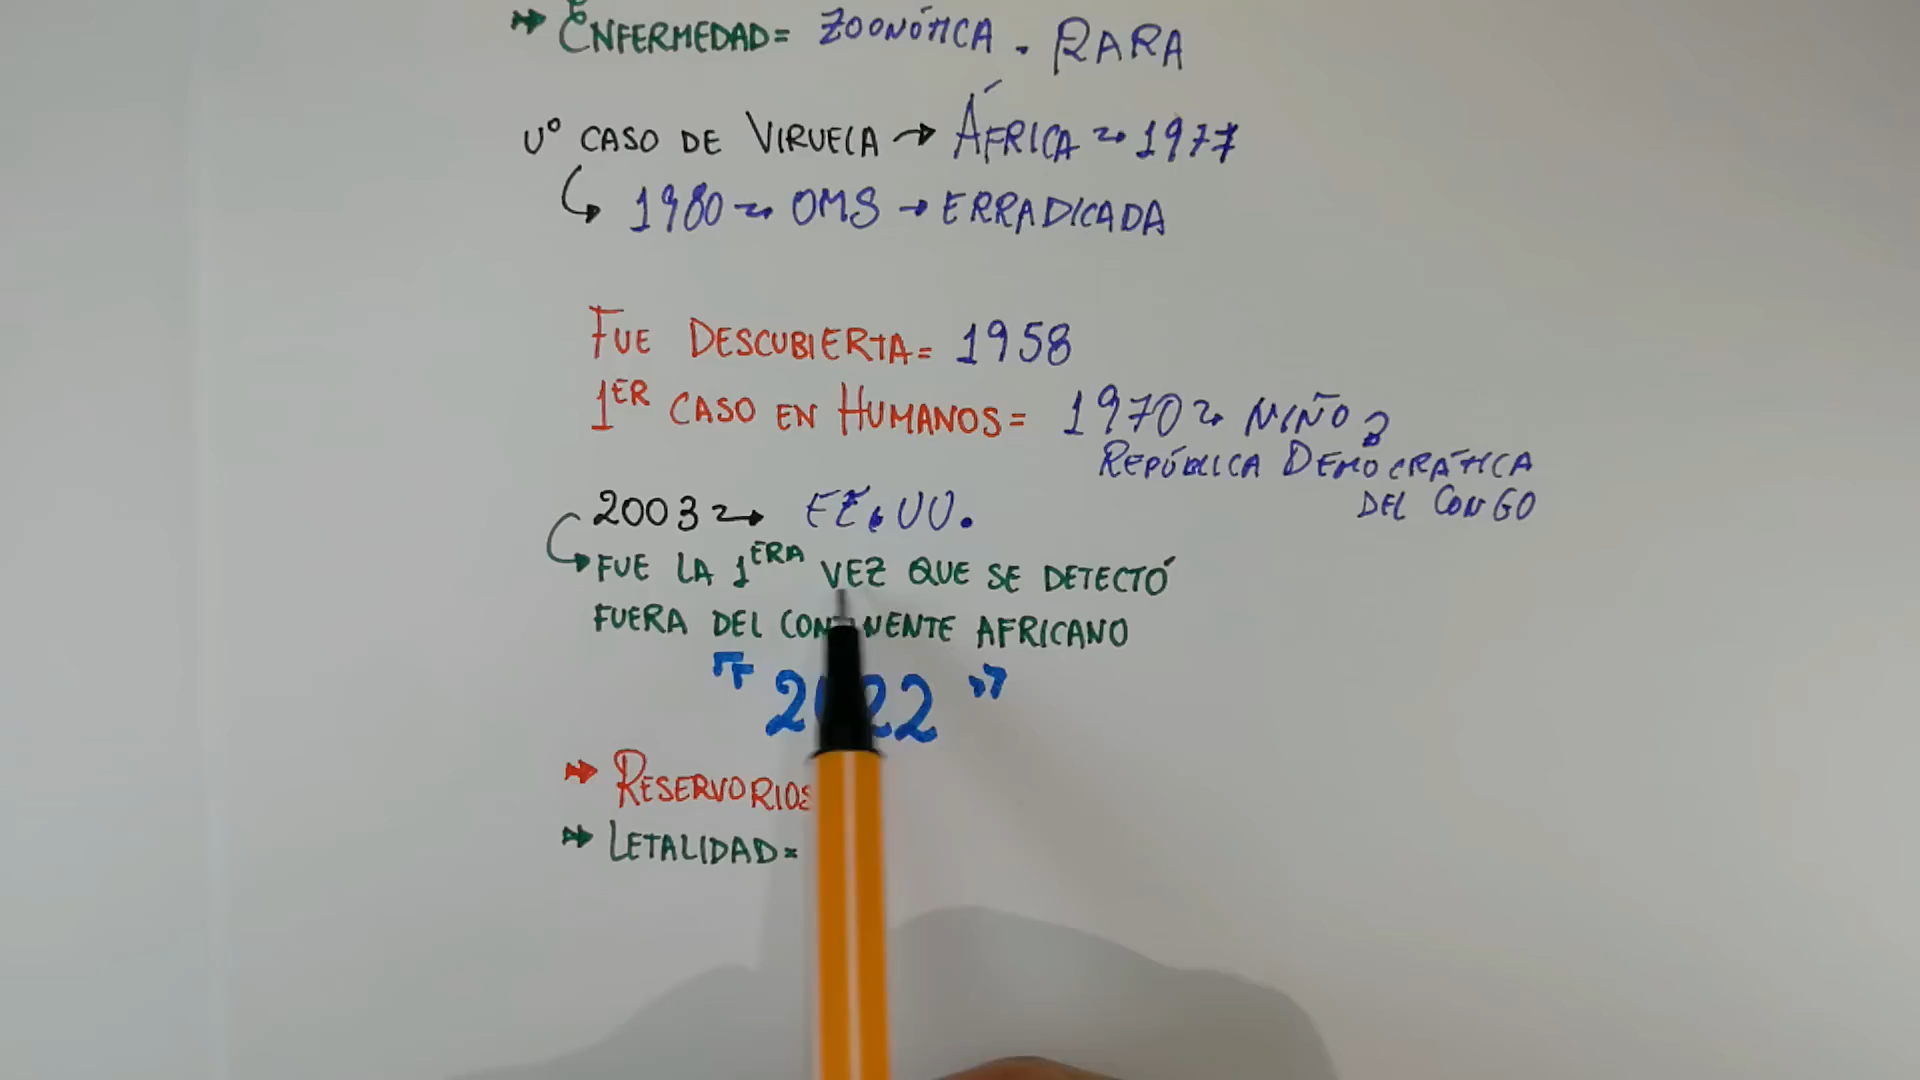 → ENFERMEDAD= ZOONÓTICA. RARA
Uº CASO DE VIRUELA → ÁFRICA → 1977
→ 1980 → OMS → ERRADICADA
FUE DESCUBIERTA= 1958
1ER CASO EN HUMANOS= 1970 → NIÑO
REPÚBLICA DEMOCRÁTICA
DEL CONGO
2003 → EE.UU.
→ FUE LA 1ERA VEZ QUE SE DETECTÓ
FUERA DEL CONTINENTE AFRICANO
"2022"
→ RESERVORIOS
→ LETALIDAD=